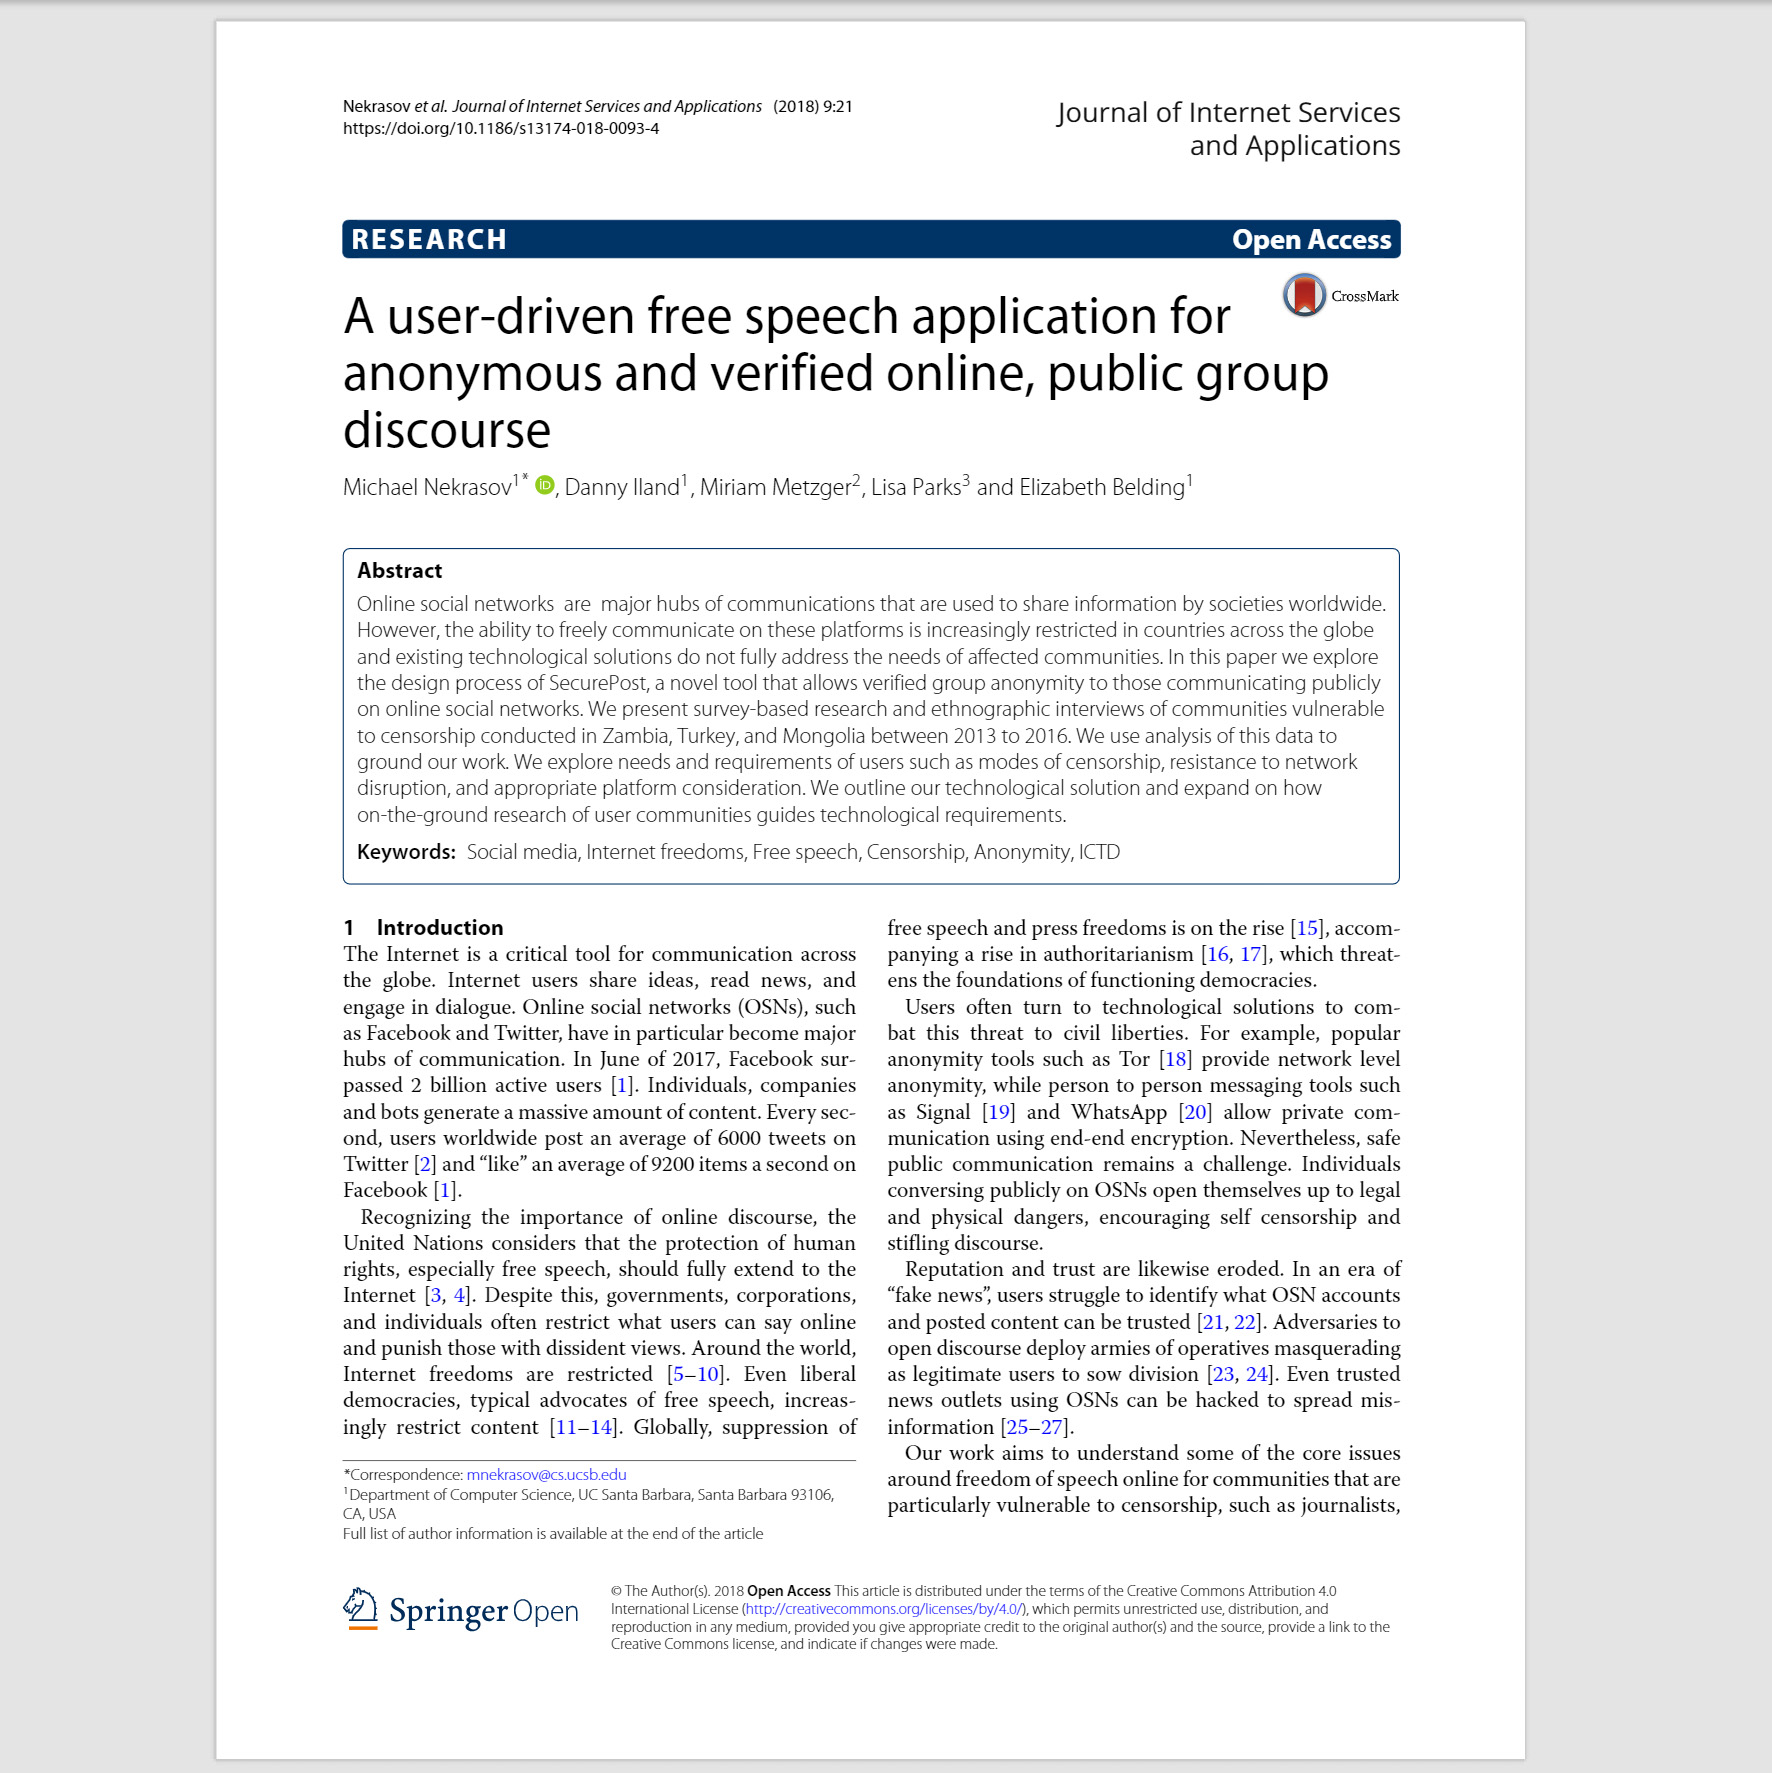 Nekrasov et al. Journal of Internet Services and Applications (2018) 9:21
https://doi.org/10.1186/s13174-018-0093-4
Journal of Internet Services
and Applications
RESEARCH
Open Access
CrossMark
A user-driven free speech application for
anonymous and verified online, public group
discourse
Michael Nekrasov1* iD, Danny Iland1, Miriam Metzger2, Lisa Parks3 and Elizabeth Belding1
Abstract
Online social networks are major hubs of communications that are used to share information by societies worldwide.
However, the ability to freely communicate on these platforms is increasingly restricted in countries across the globe
and existing technological solutions do not fully address the needs of affected communities. In this paper we explore
the design process of SecurePost, a novel tool that allows verified group anonymity to those communicating publicly
on online social networks. We present survey-based research and ethnographic interviews of communities vulnerable
to censorship conducted in Zambia, Turkey, and Mongolia between 2013 to 2016. We use analysis of this data to
ground our work. We explore needs and requirements of users such as modes of censorship, resistance to network
disruption, and appropriate platform consideration. We outline our technological solution and expand on how
on-the-ground research of user communities guides technological requirements.
Keywords: Social media, Internet freedoms, Free speech, Censorship, Anonymity, ICTD
1 Introduction
The Internet is a critical tool for communication across
the globe. Internet users share ideas, read news, and
engage in dialogue. Online social networks (OSNs), such
as Facebook and Twitter, have in particular become major
hubs of communication. In June of 2017, Facebook sur-
passed 2 billion active users [1]. Individuals, companies
and bots generate a massive amount of content. Every sec-
ond, users worldwide post an average of 6000 tweets on
Twitter [2] and “like” an average of 9200 items a second on
Facebook [1].
Recognizing the importance of online discourse, the
United Nations considers that the protection of human
rights, especially free speech, should fully extend to the
Internet [3, 4]. Despite this, governments, corporations,
and individuals often restrict what users can say online
and punish those with dissident views. Around the world,
Internet freedoms are restricted [5–10]. Even liberal
democracies, typical advocates of free speech, increas-
ingly restrict content [11–14]. Globally, suppression of
*Correspondence: mnekrasov@cs.ucsb.edu
1Department of Computer Science, UC Santa Barbara, Santa Barbara 93106,
CA, USA
Full list of author information is available at the end of the article
free speech and press freedoms is on the rise [15], accom-
panying a rise in authoritarianism [16, 17], which threat-
ens the foundations of functioning democracies.
Users often turn to technological solutions to com-
bat this threat to civil liberties. For example, popular
anonymity tools such as Tor [18] provide network level
anonymity, while person to person messaging tools such
as Signal [19] and WhatsApp [20] allow private com-
munication using end-end encryption. Nevertheless, safe
public communication remains a challenge. Individuals
conversing publicly on OSNs open themselves up to legal
and physical dangers, encouraging self censorship and
stifling discourse.
Reputation and trust are likewise eroded. In an era of
“fake news”, users struggle to identify what OSN accounts
and posted content can be trusted [21, 22]. Adversaries to
open discourse deploy armies of operatives masquerading
as legitimate users to sow division [23, 24]. Even trusted
news outlets using OSNs can be hacked to spread mis-
information [25–27].
Our work aims to understand some of the core issues
around freedom of speech online for communities that are
particularly vulnerable to censorship, such as journalists,
Springer Open
© The Author(s). 2018 Open Access This article is distributed under the terms of the Creative Commons Attribution 4.0
International License (http://creativecommons.org/licenses/by/4.0/), which permits unrestricted use, distribution, and
reproduction in any medium, provided you give appropriate credit to the original author(s) and the source, provide a link to the
Creative Commons license, and indicate if changes were made.